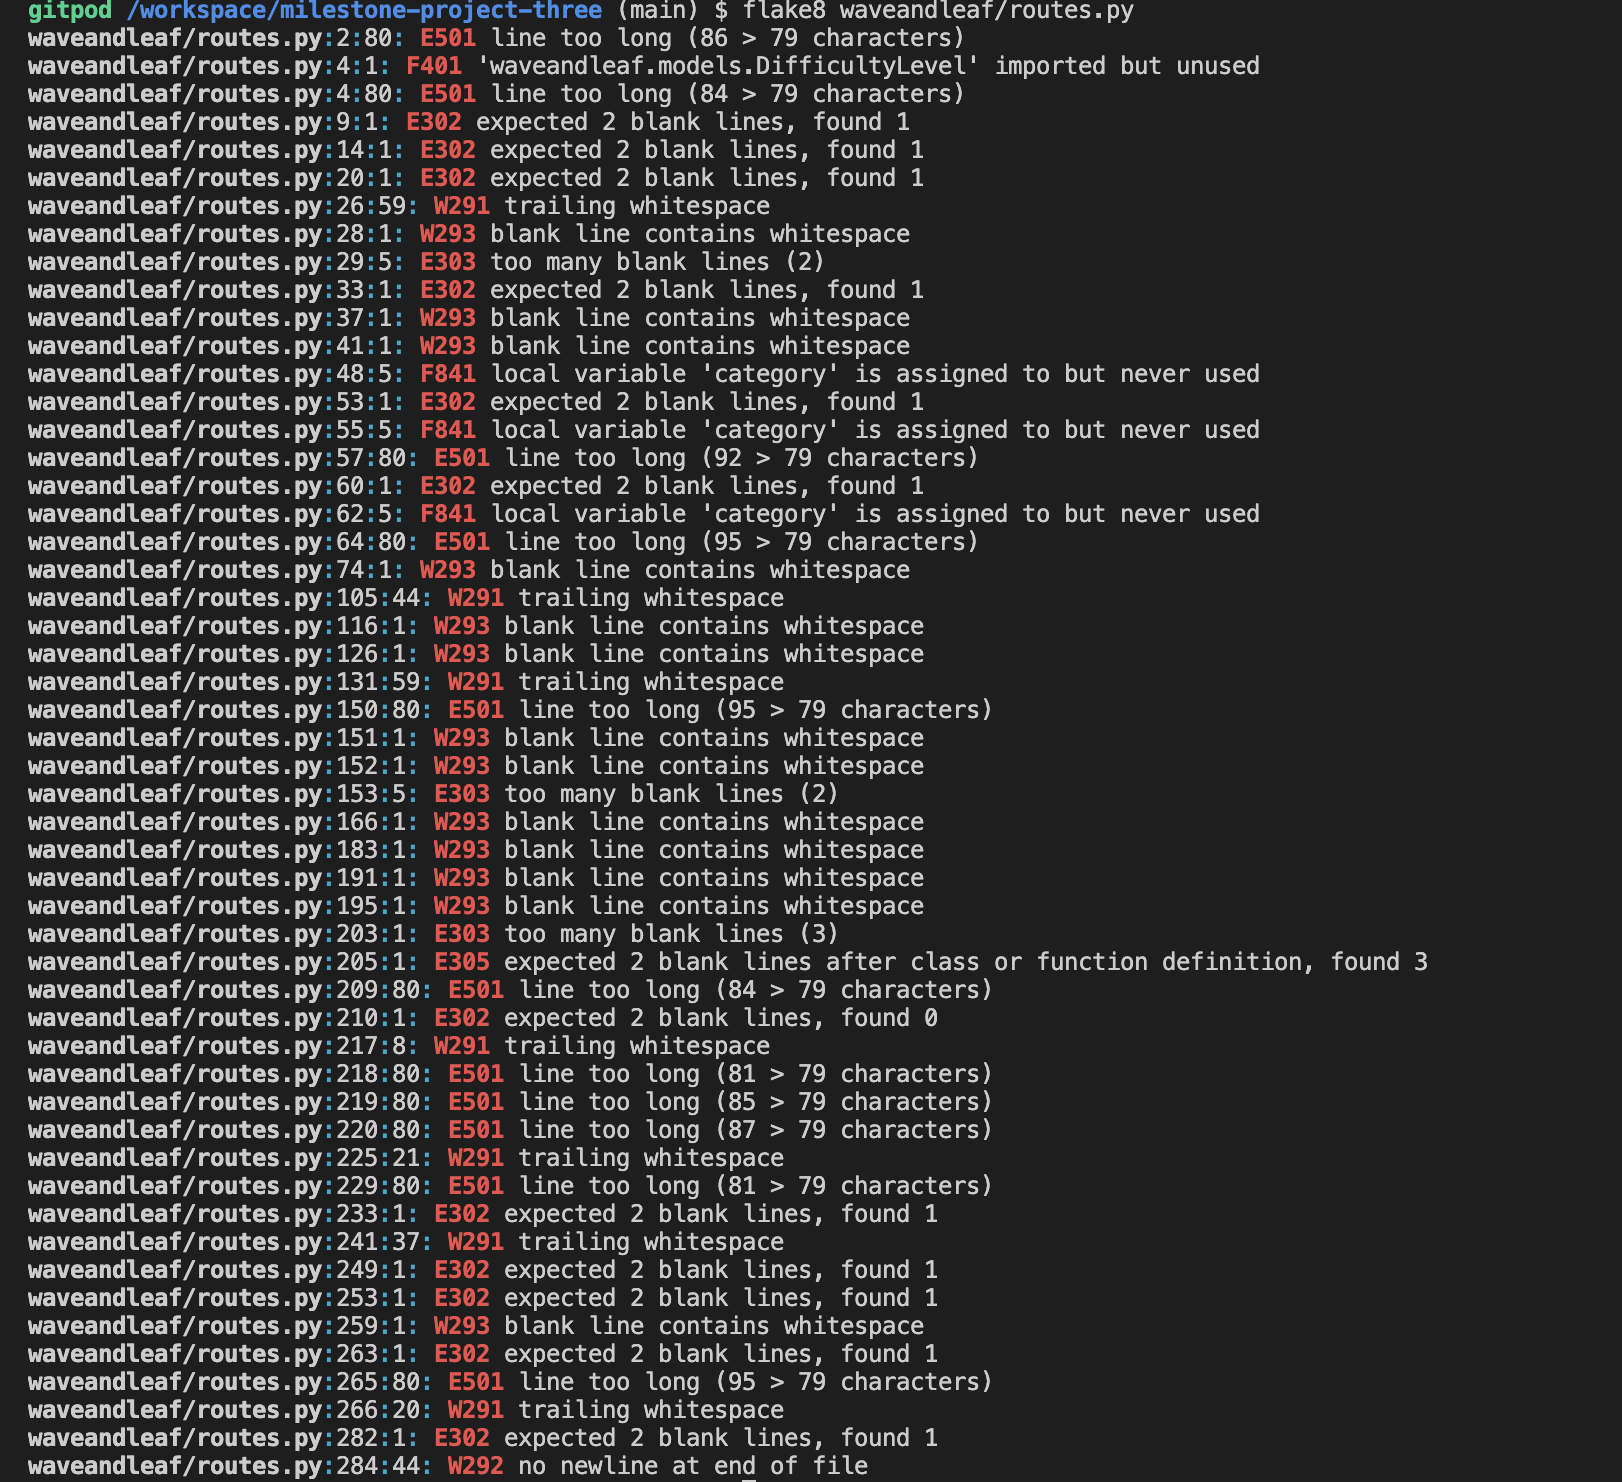 gitpod /workspace/milestone-project-three (main) $ flake8 waveandleaf/routes.py
waveandleaf/routes.py:2:80: E501 line too long (86 > 79 characters)
waveandleaf/routes.py:4:1: F401 'waveandleaf.models.DifficultyLevel' imported but unused
waveandleaf/routes.py:4:80: E501 line too long (84 > 79 characters)
waveandleaf/routes.py:9:1: E302 expected 2 blank lines, found 1
waveandleaf/routes.py:14:1: E302 expected 2 blank lines, found 1
waveandleaf/routes.py:20:1: E302 expected 2 blank lines, found 1
waveandleaf/routes.py:26:59: W291 trailing whitespace
waveandleaf/routes.py:28:1: W293 blank line contains whitespace
waveandleaf/routes.py:29:5: E303 too many blank lines (2)
waveandleaf/routes.py:33:1: E302 expected 2 blank lines, found 1
waveandleaf/routes.py:37:1: W293 blank line contains whitespace
waveandleaf/routes.py:41:1: W293 blank line contains whitespace
waveandleaf/routes.py:48:5: F841 local variable 'category' is assigned to but never used
waveandleaf/routes.py:53:1: E302 expected 2 blank lines, found 1
waveandleaf/routes.py:55:5: F841 local variable 'category' is assigned to but never used
waveandleaf/routes.py:57:80: E501 line too long (92 > 79 characters)
waveandleaf/routes.py:60:1: E302 expected 2 blank lines, found 1
waveandleaf/routes.py:62:5: F841 local variable 'category' is assigned to but never used
waveandleaf/routes.py:64:80: E501 line too long (95 > 79 characters)
waveandleaf/routes.py:74:1: W293 blank line contains whitespace
waveandleaf/routes.py:105:44: W291 trailing whitespace
waveandleaf/routes.py:116:1: W293 blank line contains whitespace
waveandleaf/routes.py:126:1: W293 blank line contains whitespace
waveandleaf/routes.py:131:59: W291 trailing whitespace
waveandleaf/routes.py:150:80: E501 line too long (95 > 79 characters)
waveandleaf/routes.py:151:1: W293 blank line contains whitespace
waveandleaf/routes.py:152:1: W293 blank line contains whitespace
waveandleaf/routes.py:153:5: E303 too many blank lines (2)
waveandleaf/routes.py:166:1: W293 blank line contains whitespace
waveandleaf/routes.py:183:1: W293 blank line contains whitespace
waveandleaf/routes.py:191:1: W293 blank line contains whitespace
waveandleaf/routes.py:195:1: W293 blank line contains whitespace
waveandleaf/routes.py:203:1: E303 too many blank lines (3)
waveandleaf/routes.py:205:1: E305 expected 2 blank lines after class or function definition, found 3
waveandleaf/routes.py:209:80: E501 line too long (84 > 79 characters)
waveandleaf/routes.py:210:1: E302 expected 2 blank lines, found 0
waveandleaf/routes.py:217:8: W291 trailing whitespace
waveandleaf/routes.py:218:80: E501 line too long (81 > 79 characters)
waveandleaf/routes.py:219:80: E501 line too long (85 > 79 characters)
waveandleaf/routes.py:220:80: E501 line too long (87 > 79 characters)
waveandleaf/routes.py:225:21: W291 trailing whitespace
waveandleaf/routes.py:229:80: E501 line too long (81 > 79 characters)
waveandleaf/routes.py:233:1: E302 expected 2 blank lines, found 1
waveandleaf/routes.py:241:37: W291 trailing whitespace
waveandleaf/routes.py:249:1: E302 expected 2 blank lines, found 1
waveandleaf/routes.py:253:1: E302 expected 2 blank lines, found 1
waveandleaf/routes.py:259:1: W293 blank line contains whitespace
waveandleaf/routes.py:263:1: E302 expected 2 blank lines, found 1
waveandleaf/routes.py:265:80: E501 line too long (95 > 79 characters)
waveandleaf/routes.py:266:20: W291 trailing whitespace
waveandleaf/routes.py:282:1: E302 expected 2 blank lines, found 1
waveandleaf/routes.py:284:44: W292 no newline at end of file